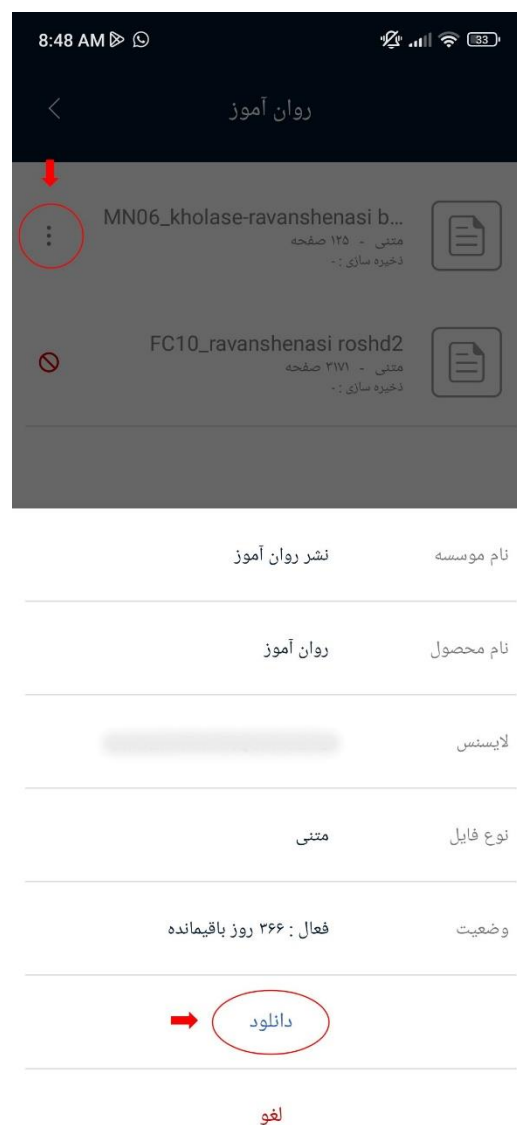 8:48 AM 33
روان آموز
MN06_kholase-ravanshenasi b...
متنی - ۱۲۵ صفحه
ذخیره سازی : -
FC10_ravanshenasi roshd2
متنی - ۳۱۷۱ صفحه
ذخیره سازی : -
نام موسسه نشر روان آموز
نام محصول روان آموز
لایسنس
نوع فایل متنی
وضعیت فعال : ۳۶۶ روز باقیمانده
دانلود
لغو